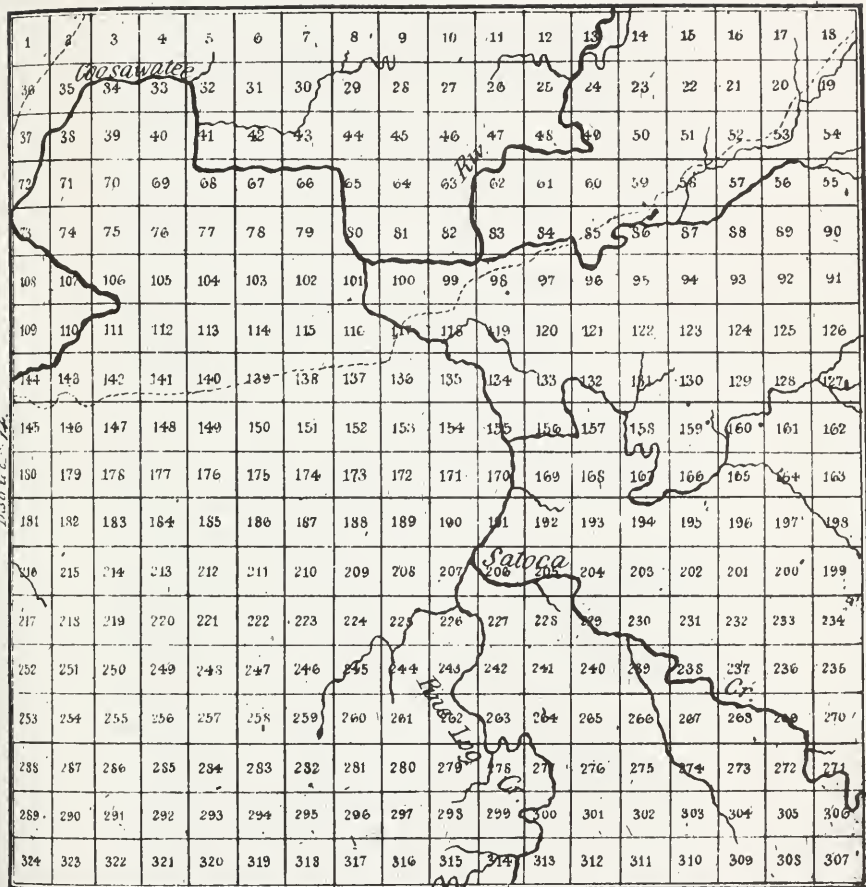 1 2 3 4 5 6 7 8 9 10 11 12 13 14 15 16 17 18
Coosawatee
36 35 34 33 32 31 30 29 28 27 26 25 24 23 22 21 20 19
37 38 39 40 41 42 43 44 45 46 47 48 49 50 51 52 53 54
Riv
72 71 70 69 68 67 66 65 64 63 62 61 60 59 58 57 56 55
73 74 75 76 77 78 79 80 81 82 83 84 85 86 87 88 89 90
108 107 106 105 104 103 102 101 100 99 98 97 96 95 94 93 92 91
109 110 111 112 113 114 115 116 117 118 119 120 121 122 123 124 125 126
144 143 142 141 140 139 138 137 136 135 134 133 132 131 130 129 128 127
145 146 147 148 149 150 151 152 153 154 155 156 157 158 159 160 161 162
180 179 178 177 176 175 174 173 172 171 170 169 168 167 166 165 164 163
181 182 183 184 185 186 187 188 189 190 191 192 193 194 195 196 197 198
Satoca
216 215 214 213 212 211 210 209 208 207 206 205 204 203 202 201 200 199
217 218 219 220 221 222 223 224 225 226 227 228 229 230 231 232 233 234
252 251 250 249 248 247 246 245 244 243 242 241 240 239 238 237 236 235
Cr.
Pine Log
253 254 255 256 257 258 259 260 261 262 263 264 265 266 267 268 269 270
288 287 286 285 284 283 282 281 280 279 278 277 276 275 274 273 272 271
Cr.
289 290 291 292 293 294 295 296 297 298 299 300 301 302 303 304 305 306
324 323 322 321 320 319 318 317 316 315 314 313 312 311 310 309 308 307